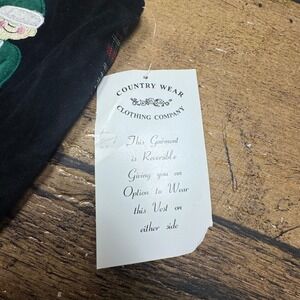 COUNTRY WEAR
CLOTHING COMPANY
This Garment
is Reversible
Giving you an
Option to Wear
this Vest on
either side